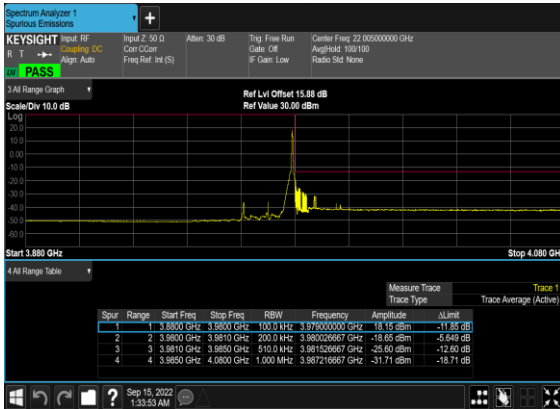 Spectrum Analyzer 1
Spurious Emissions
+
KEYSIGHT Input: RF Input Z: 50 Ω Atten: 30 dB Trig: Free Run Center Freq: 22.005000000 GHz
R T Coupling: DC Corr CCorr Gate: Off Avg|Hold: 100/100
Align: Auto Freq Ref: Int (S) IF Gain: Low Radio Std: None
LXI PASS
3 All Range Graph
Ref Lvl Offset 15.88 dB
Scale/Div 10.0 dB Ref Value 30.00 dBm
Log
20.0
10.0
0.00
-10.0
-20.0
-30.0
-40.0
-50.0
-60.0
Start 3.880 GHz Stop 4.080 GH
4 All Range Table
Measure Trace Trace 1
Trace Type Trace Average (Active)
Spur Range Start Freq Stop Freq RBW Frequency Amplitude ΔLimit
1 1 3.8800 GHz 3.9800 GHz 100.0 kHz 3.979000000 GHz 18.15 dBm -11.85 dB
2 2 3.9800 GHz 3.9810 GHz 200.0 kHz 3.980026667 GHz -18.65 dBm -5.649 dB
3 3 3.9810 GHz 3.9850 GHz 510.0 kHz 3.981526667 GHz -25.60 dBm -12.60 dB
4 4 3.9850 GHz 4.0800 GHz 1.000 MHz 3.987216667 GHz -31.71 dBm -18.71 dB
? Sep 15, 2022
1:33:53 AM